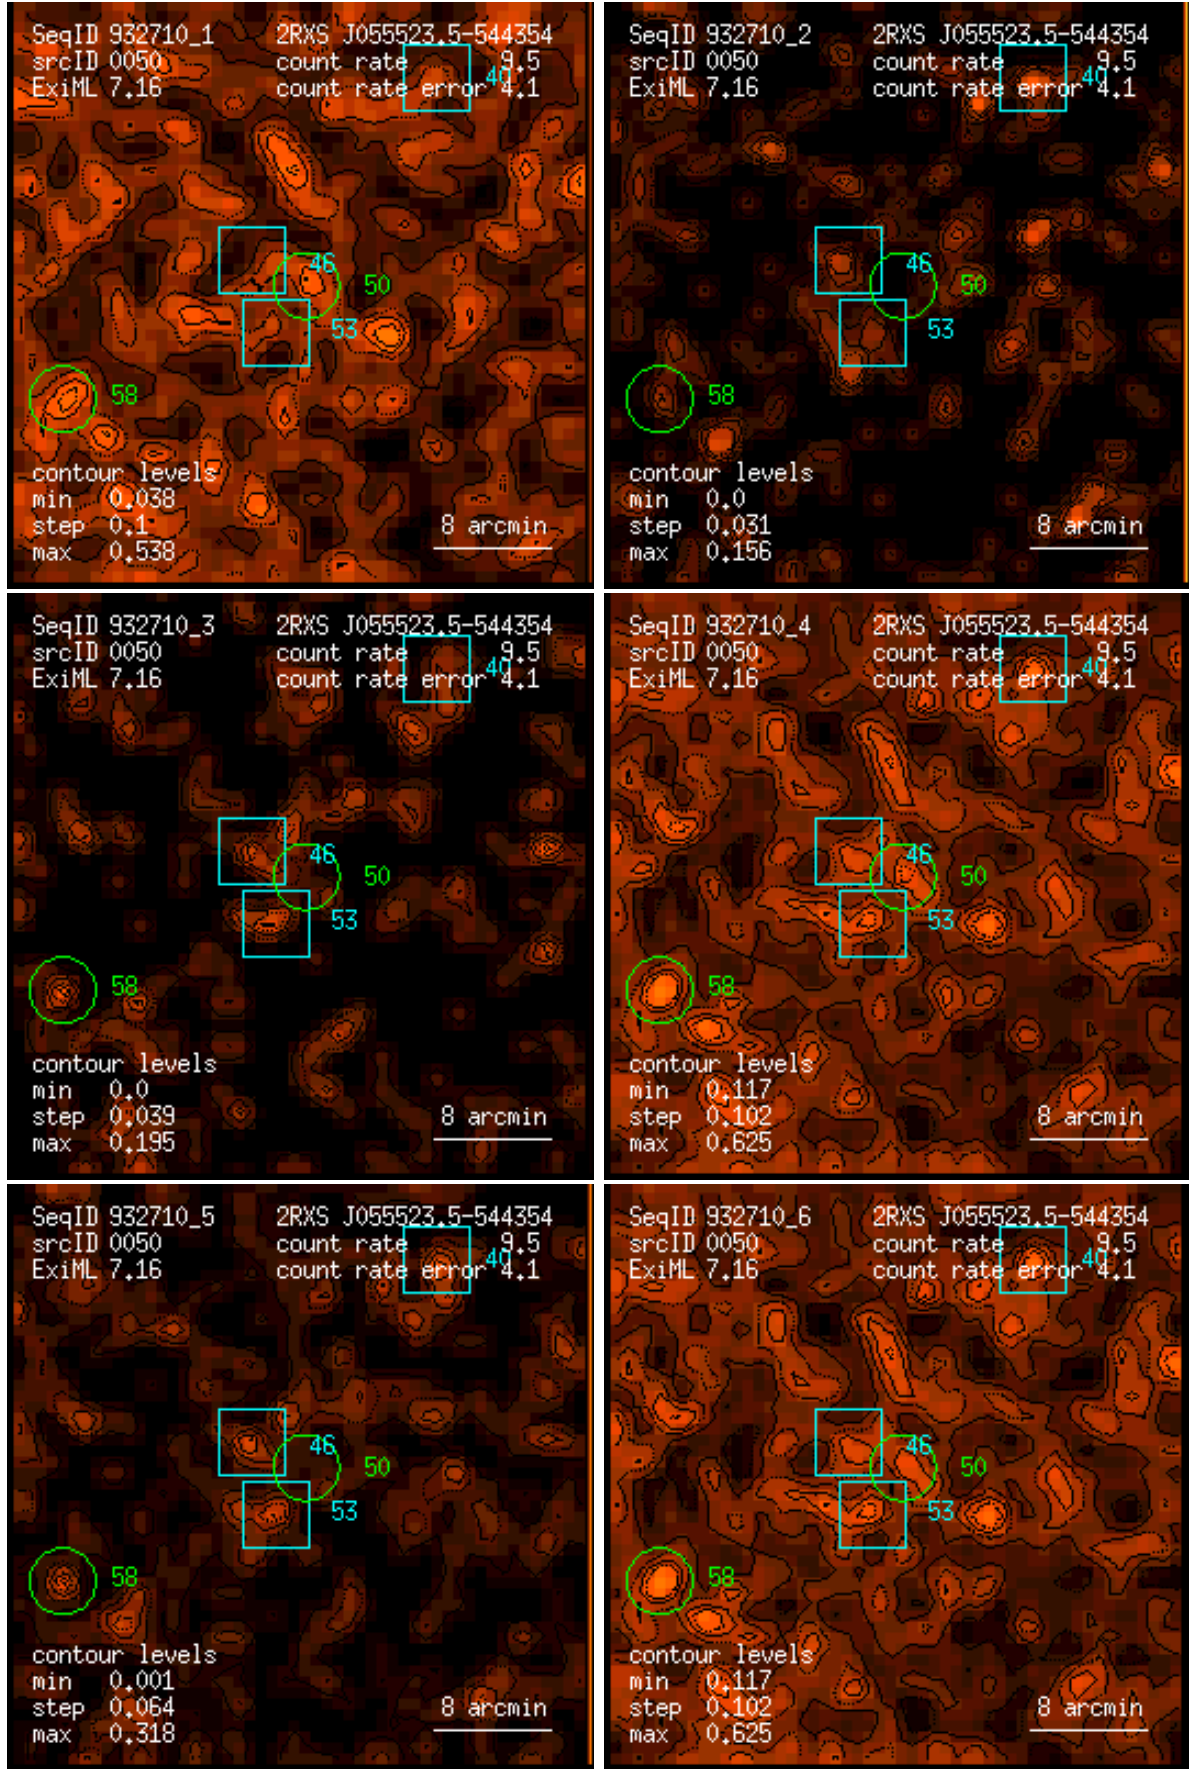 SeqID 932710_1 2RXS J055523.5-544354
srcID 0050 count rate 9.5
ExiML 7.16 count rate error 4.1
40
46
50
53
58
contour levels
min 0.038
step 0.1
max 0.538
8 arcmin
SeqID 932710_2 2RXS J055523.5-544354
srcID 0050 count rate 9.5
ExiML 7.16 count rate error 4.1
40
46
50
53
58
contour levels
min 0.0
step 0.031
max 0.156
8 arcmin
SeqID 932710_3 2RXS J055523.5-544354
srcID 0050 count rate 9.5
ExiML 7.16 count rate error 4.1
40
46
50
53
58
contour levels
min 0.0
step 0.039
max 0.195
8 arcmin
SeqID 932710_4 2RXS J055523.5-544354
srcID 0050 count rate 9.5
ExiML 7.16 count rate error 4.1
40
46
50
53
58
contour levels
min 0.117
step 0.102
max 0.625
8 arcmin
SeqID 932710_5 2RXS J055523.5-544354
srcID 0050 count rate 9.5
ExiML 7.16 count rate error 4.1
40
46
50
53
58
contour levels
min 0.001
step 0.064
max 0.318
8 arcmin
SeqID 932710_6 2RXS J055523.5-544354
srcID 0050 count rate 9.5
ExiML 7.16 count rate error 4.1
40
46
50
53
58
contour levels
min 0.117
step 0.102
max 0.625
8 arcmin